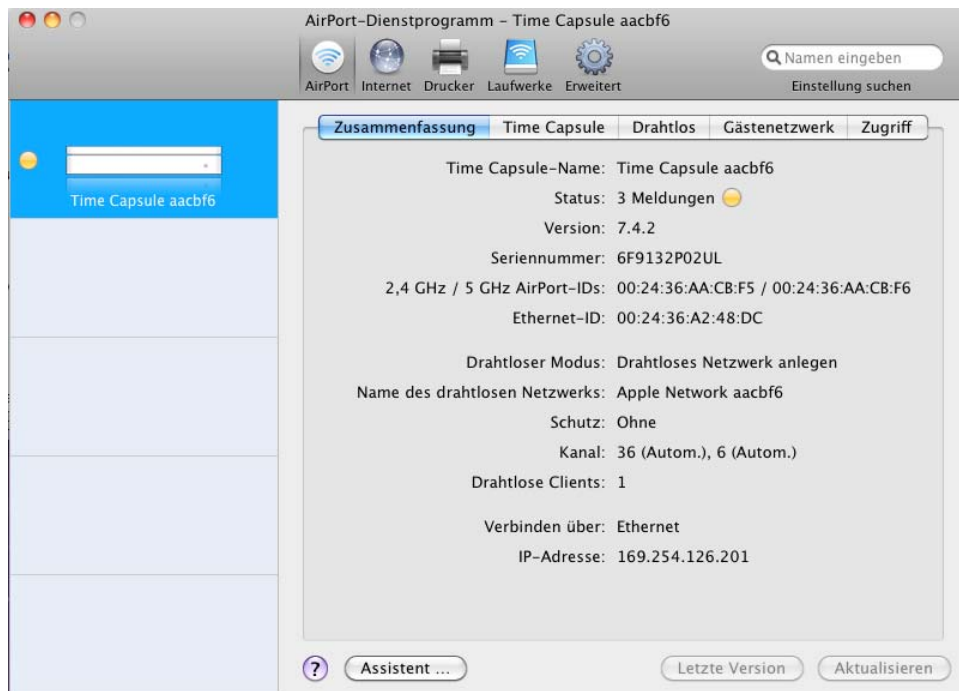 AirPort-Dienstprogramm – Time Capsule aacbf6
AirPort Internet Drucker Laufwerke Erweitert
Namen eingeben
Einstellung suchen
Time Capsule aacbf6
Zusammenfassung Time Capsule Drahtlos Gästenetzwerk Zugriff
Time Capsule-Name: Time Capsule aacbf6
Status: 3 Meldungen
Version: 7.4.2
Seriennummer: 6F9132P02UL
2,4 GHz / 5 GHz AirPort-IDs: 00:24:36:AA:CB:F5 / 00:24:36:AA:CB:F6
Ethernet-ID: 00:24:36:A2:48:DC
Drahtloser Modus: Drahtloses Netzwerk anlegen
Name des drahtlosen Netzwerks: Apple Network aacbf6
Schutz: Ohne
Kanal: 36 (Autom.), 6 (Autom.)
Drahtlose Clients: 1
Verbinden über: Ethernet
IP-Adresse: 169.254.126.201
? Assistent ... Letzte Version Aktualisieren